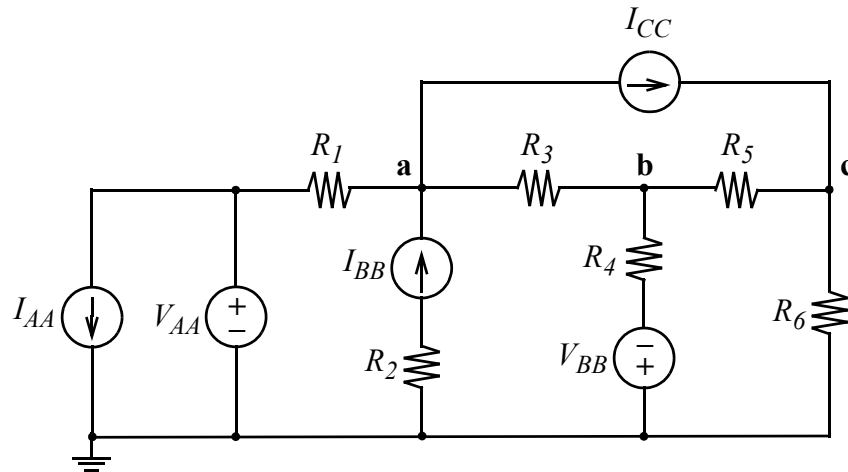 I_CC
R_1 a R_3 b R_5 c
I_BB R_4
I_AA V_AA + − R_2 V_BB − + R_6